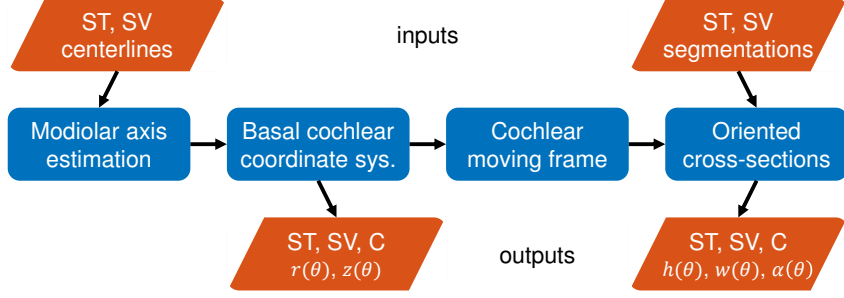 ST, SV
centerlines
inputs
ST, SV
segmentations
Modiolar axis
estimation
Basal cochlear
coordinate sys.
Cochlear
moving frame
Oriented
cross-sections
ST, SV, C
r(θ), z(θ)
outputs
ST, SV, C
h(θ), w(θ), α(θ)